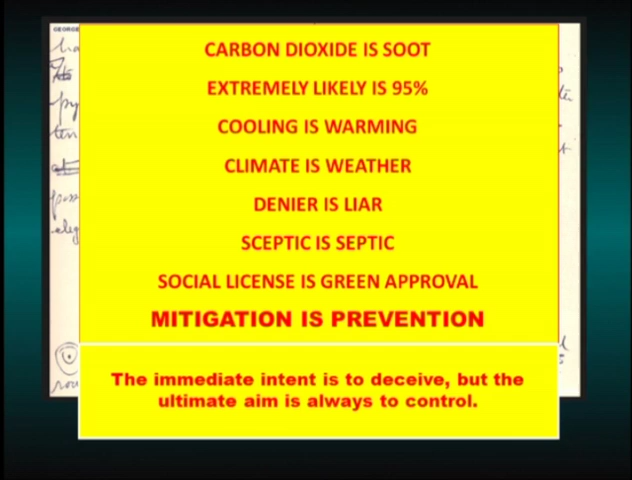 GEORGE
CARBON DIOXIDE IS SOOT
EXTREMELY LIKELY IS 95%
COOLING IS WARMING
CLIMATE IS WEATHER
DENIER IS LIAR
SCEPTIC IS SEPTIC
SOCIAL LICENSE IS GREEN APPROVAL
MITIGATION IS PREVENTION
The immediate intent is to deceive, but the
ultimate aim is always to control.